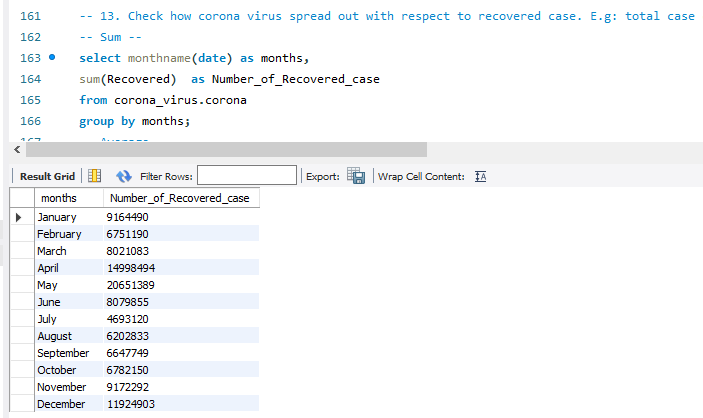 161 -- 13. Check how corona virus spread out with respect to recovered case. E.g: total case
162 -- Sum --
163 select monthname(date) as months,
164 sum(Recovered) as Number_of_Recovered_case
165 from corona_virus.corona
166 group by months;
Result Grid Filter Rows: Export: Wrap Cell Content:
months Number_of_Recovered_case
January 9164490
February 6751190
March 8021083
April 14998494
May 20651389
June 8079855
July 4693120
August 6202833
September 6647749
October 6782150
November 9172292
December 11924903